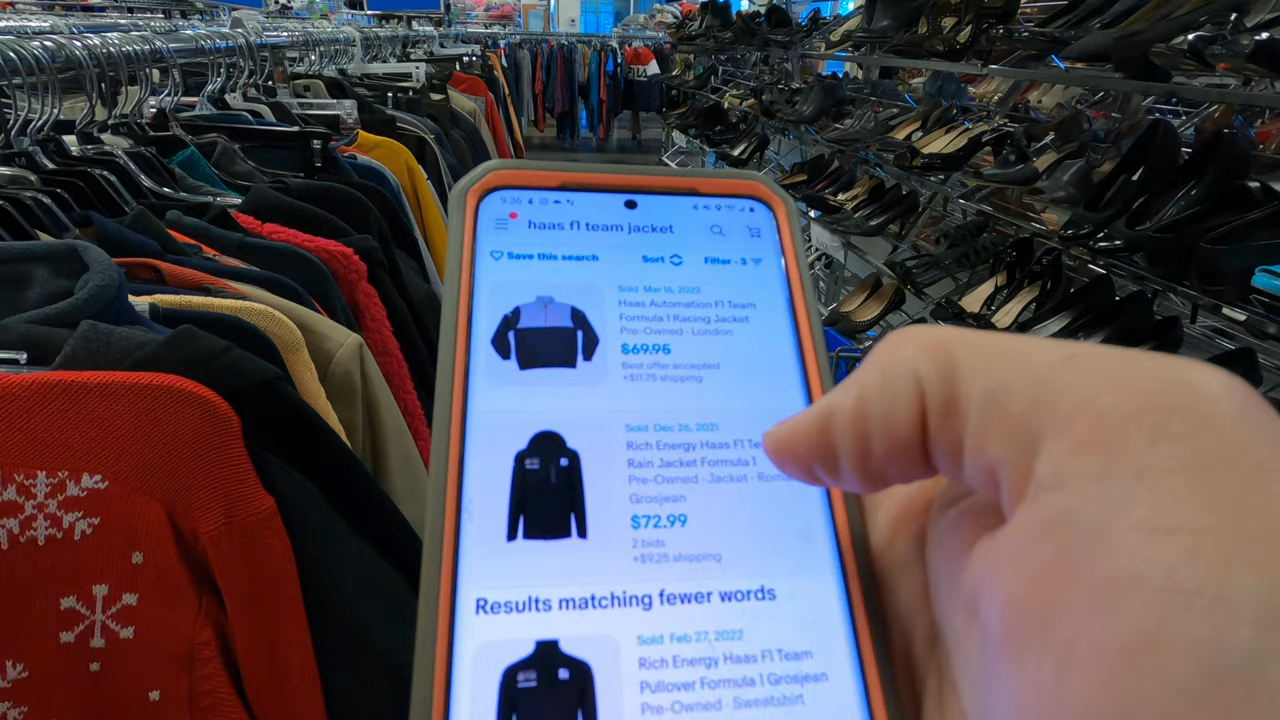 FILA
9:36
haas f1 team jacket
Save this search
Sort
Filter · 3
Sold Mar 16, 2022
Haas Automation F1 Team
Formula 1 Racing Jacket
Pre-Owned · London
$69.95
Best offer accepted
+$11.75 shipping
Sold Dec 26, 2021
Rich Energy Haas F1 Te
Rain Jacket Formula 1
Pre-Owned · Jacket · Roma
Grosjean
$72.99
2 bids
+$9.25 shipping
Results matching fewer words
Sold Feb 27, 2022
Rich Energy Haas F1 Team
Pullover Formula 1 Grosjean
Pre-Owned · Sweatshirt